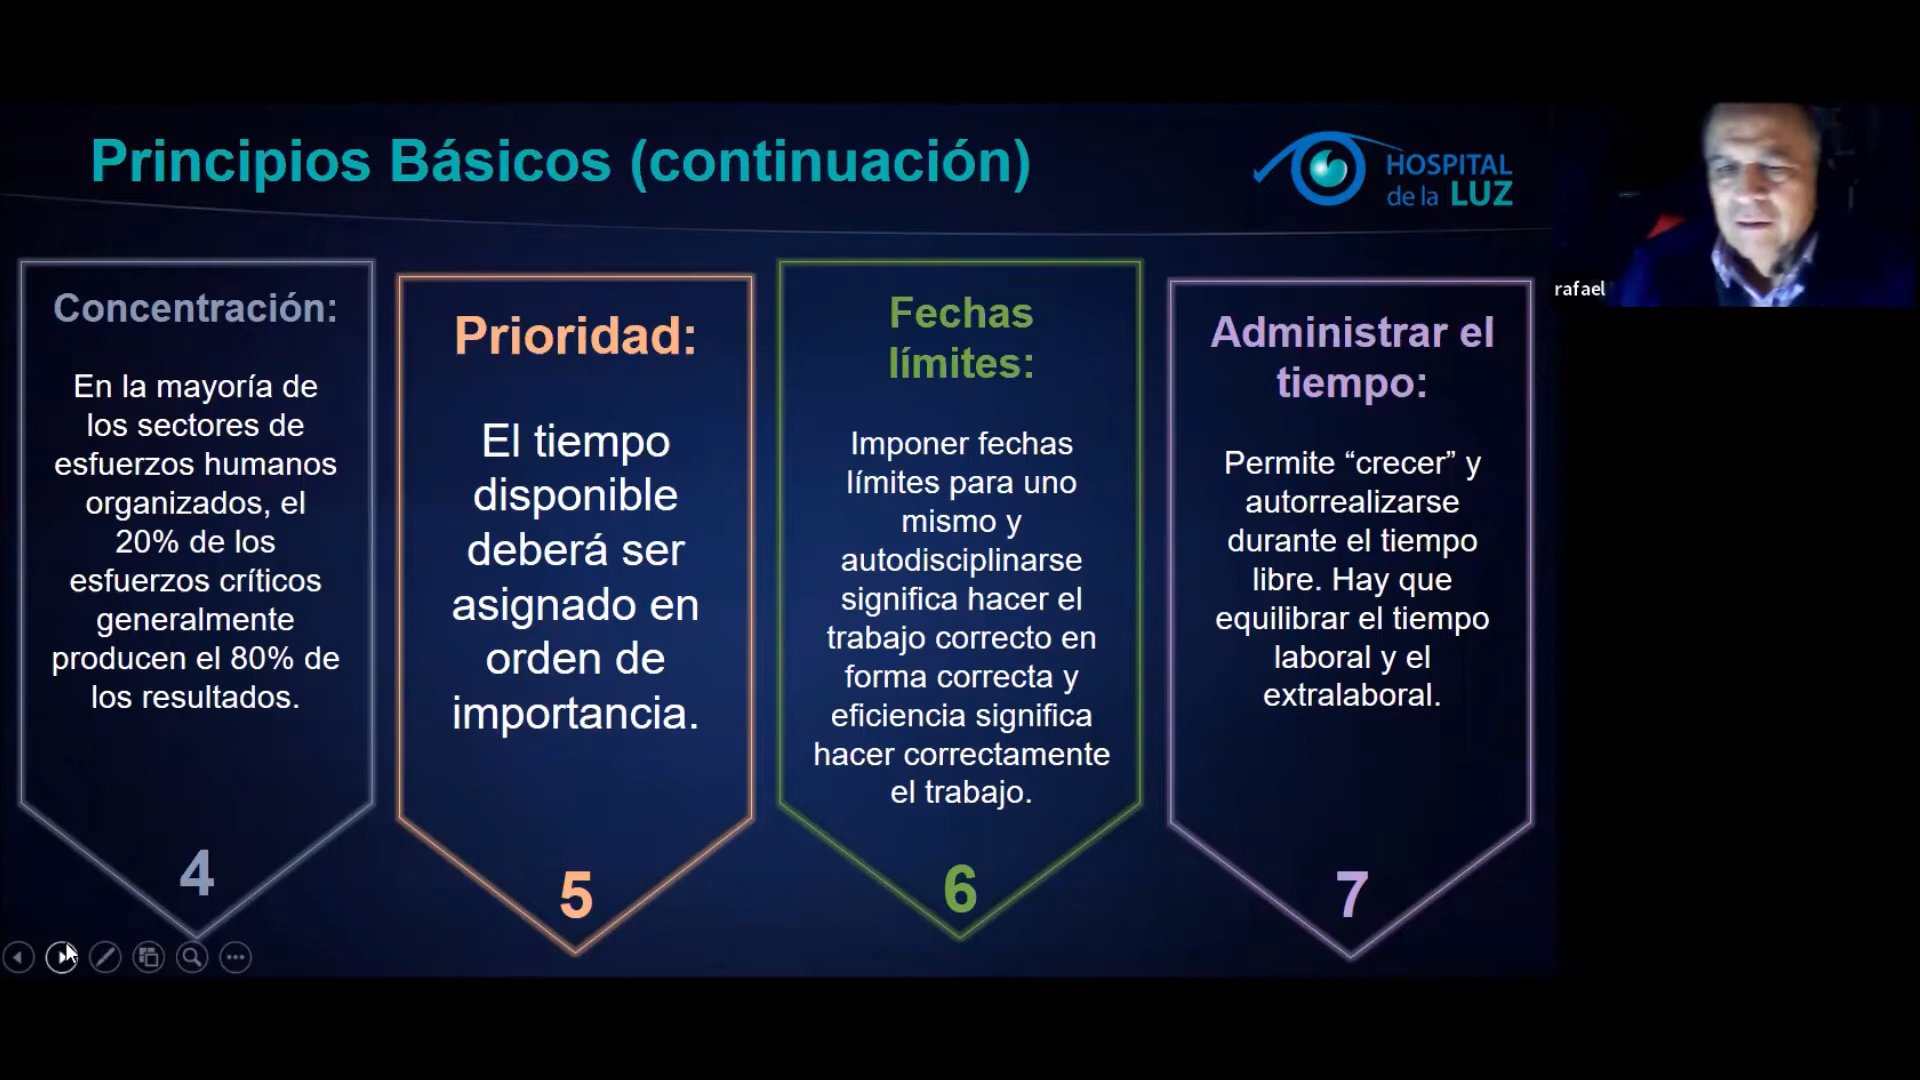 Principios Básicos (continuación)
HOSPITAL
de la LUZ
rafael
Concentración:
En la mayoría de
los sectores de
esfuerzos humanos
organizados, el
20% de los
esfuerzos críticos
generalmente
producen el 80% de
los resultados.
4
Prioridad:
El tiempo
disponible
deberá ser
asignado en
orden de
importancia.
5
Fechas
límites:
Imponer fechas
límites para uno
mismo y
autodisciplinarse
significa hacer el
trabajo correcto en
forma correcta y
eficiencia significa
hacer correctamente
el trabajo.
6
Administrar el
tiempo:
Permite “crecer” y
autorrealizarse
durante el tiempo
libre. Hay que
equilibrar el tiempo
laboral y el
extralaboral.
7